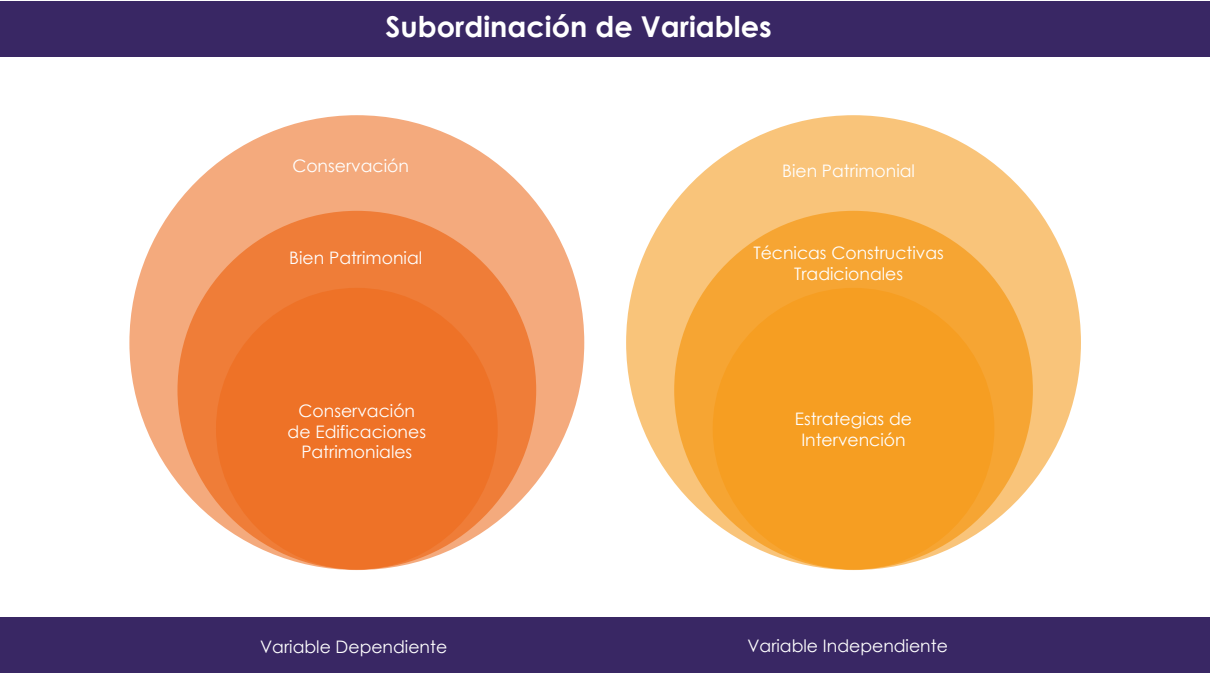 Subordinación de Variables
Conservación
Bien Patrimonial
Conservación
de Edificaciones
Patrimoniales
Bien Patrimonial
Técnicas Constructivas
Tradicionales
Estrategias de
Intervención
Variable Dependiente
Variable Independiente